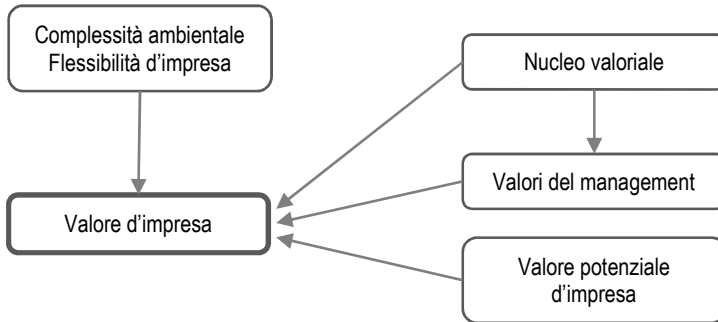 Complessità ambientale
Flessibilità d’impresa
Nucleo valoriale
Valori del management
Valore d’impresa
Valore potenziale
d’impresa